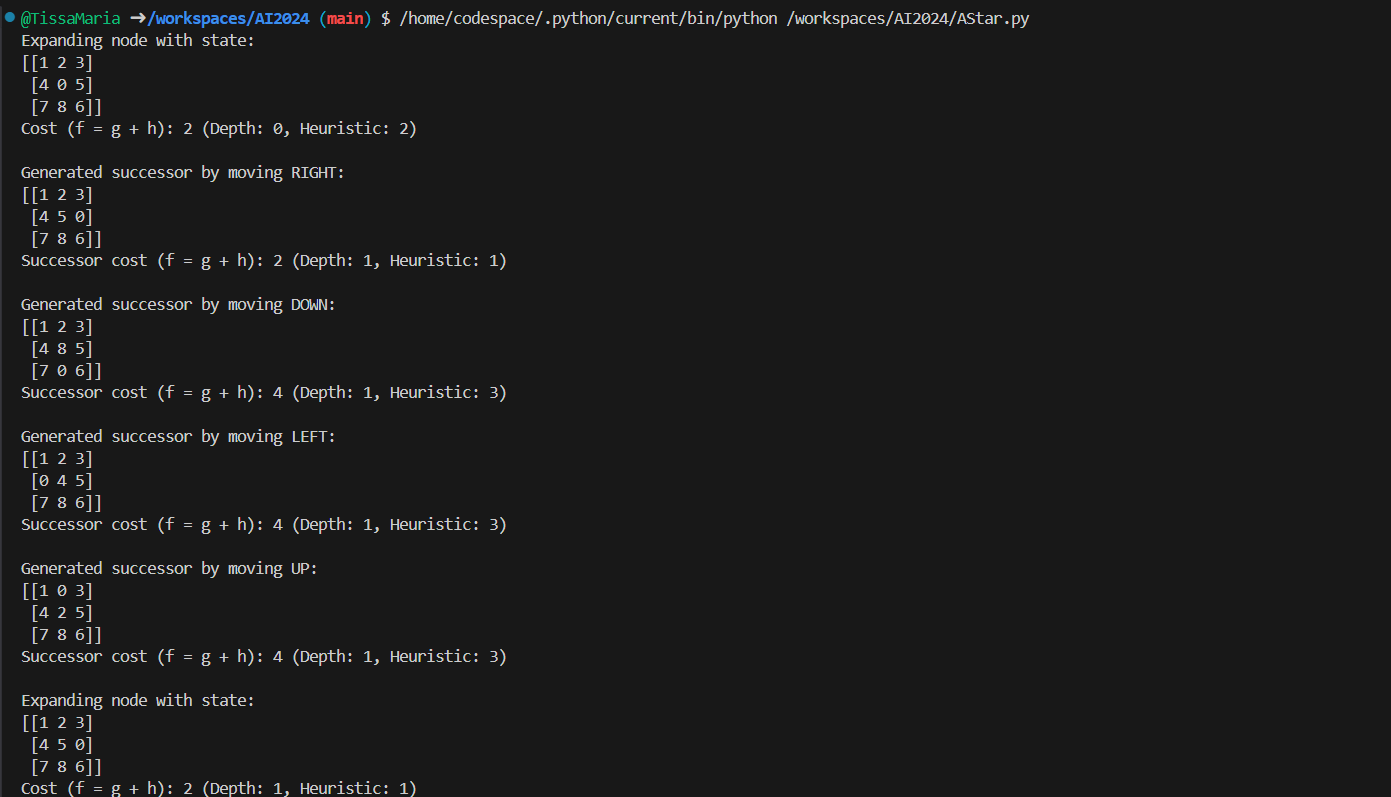 @TissaMaria ➜/workspaces/AI2024 (main) $ /home/codespace/.python/current/bin/python /workspaces/AI2024/AStar.py
Expanding node with state:
[[1 2 3]
 [4 0 5]
 [7 8 6]]
Cost (f = g + h): 2 (Depth: 0, Heuristic: 2)

Generated successor by moving RIGHT:
[[1 2 3]
 [4 5 0]
 [7 8 6]]
Successor cost (f = g + h): 2 (Depth: 1, Heuristic: 1)

Generated successor by moving DOWN:
[[1 2 3]
 [4 8 5]
 [7 0 6]]
Successor cost (f = g + h): 4 (Depth: 1, Heuristic: 3)

Generated successor by moving LEFT:
[[1 2 3]
 [0 4 5]
 [7 8 6]]
Successor cost (f = g + h): 4 (Depth: 1, Heuristic: 3)

Generated successor by moving UP:
[[1 0 3]
 [4 2 5]
 [7 8 6]]
Successor cost (f = g + h): 4 (Depth: 1, Heuristic: 3)

Expanding node with state:
[[1 2 3]
 [4 5 0]
 [7 8 6]]
Cost (f = g + h): 2 (Depth: 1, Heuristic: 1)